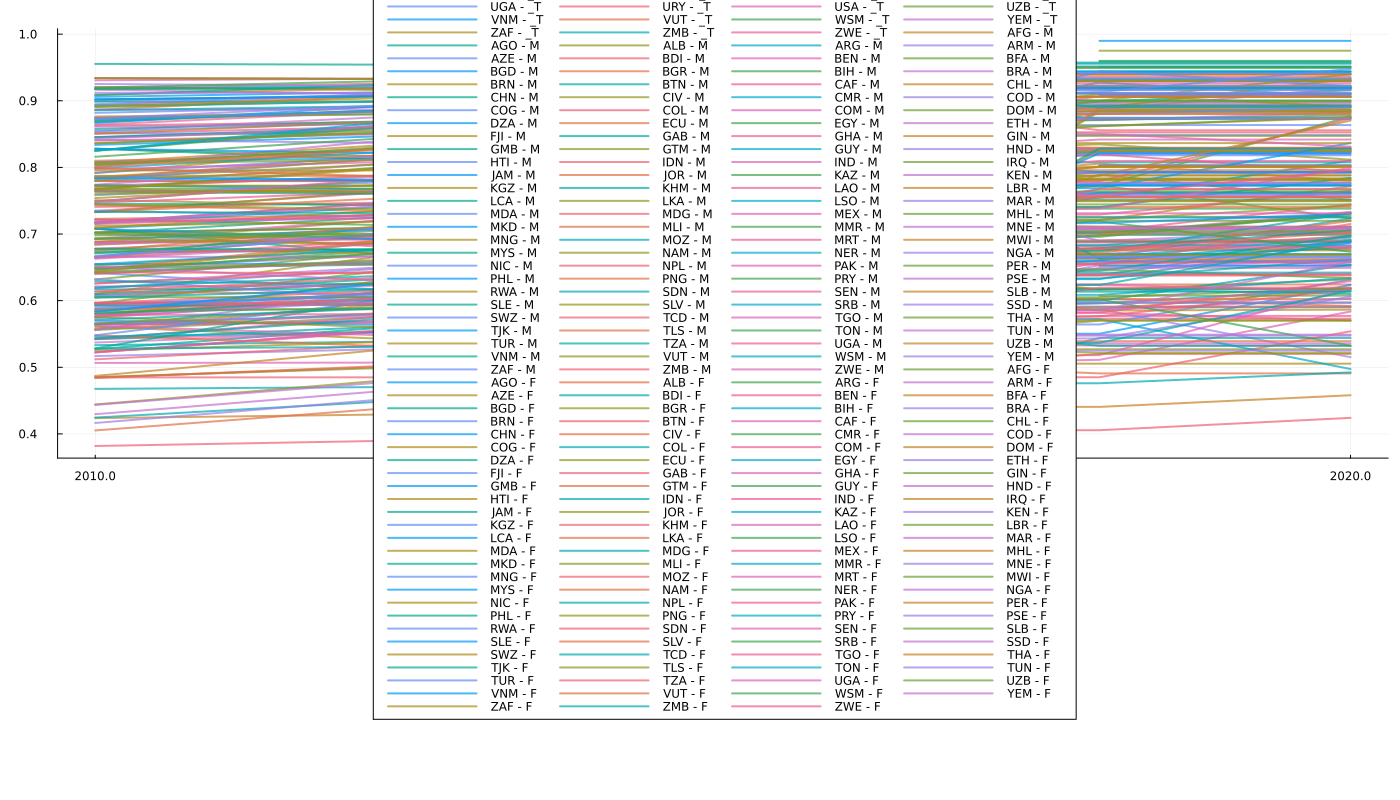 UGA - _T URY - _T USA - _T UZB - _T
VNM - _T VUT - _T WSM - _T YEM - _T
1.0 ZAF - _T ZMB - _T ZWE - _T AFG - M
AGO - M ALB - M ARG - M ARM - M
AZE - M BDI - M BEN - M BFA - M
BGD - M BGR - M BIH - M BRA - M
BRN - M BTN - M CAF - M CHL - M
0.9 CHN - M CIV - M CMR - M COD - M
COG - M COL - M COM - M DOM - M
DZA - M ECU - M EGY - M ETH - M
FJI - M GAB - M GHA - M GIN - M
GMB - M GTM - M GUY - M HND - M
0.8 HTI - M IDN - M IND - M IRQ - M
JAM - M JOR - M KAZ - M KEN - M
KGZ - M KHM - M LAO - M LBR - M
LCA - M LKA - M LSO - M MAR - M
MDA - M MDG - M MEX - M MHL - M
0.7 MKD - M MLI - M MMR - M MNE - M
MNG - M MOZ - M MRT - M MWI - M
MYS - M NAM - M NER - M NGA - M
NIC - M NPL - M PAK - M PER - M
PHL - M PNG - M PRY - M PSE - M
0.6 RWA - M SDN - M SEN - M SLB - M
SLE - M SLV - M SRB - M SSD - M
SWZ - M TCD - M TGO - M THA - M
TJK - M TLS - M TON - M TUN - M
TUR - M TZA - M UGA - M UZB - M
VNM - M VUT - M WSM - M YEM - M
0.5 ZAF - M ZMB - M ZWE - M AFG - F
AGO - F ALB - F ARG - F ARM - F
AZE - F BDI - F BEN - F BFA - F
BGD - F BGR - F BIH - F BRA - F
BRN - F BTN - F CAF - F CHL - F
0.4 CHN - F CIV - F CMR - F COD - F
COG - F COL - F COM - F DOM - F
DZA - F ECU - F EGY - F ETH - F
FJI - F GAB - F GHA - F GIN - F
2010.0 GMB - F GTM - F GUY - F HND - F 2020.0
HTI - F IDN - F IND - F IRQ - F
JAM - F JOR - F KAZ - F KEN - F
KGZ - F KHM - F LAO - F LBR - F
LCA - F LKA - F LSO - F MAR - F
MDA - F MDG - F MEX - F MHL - F
MKD - F MLI - F MMR - F MNE - F
MNG - F MOZ - F MRT - F MWI - F
MYS - F NAM - F NER - F NGA - F
NIC - F NPL - F PAK - F PER - F
PHL - F PNG - F PRY - F PSE - F
RWA - F SDN - F SEN - F SLB - F
SLE - F SLV - F SRB - F SSD - F
SWZ - F TCD - F TGO - F THA - F
TJK - F TLS - F TON - F TUN - F
TUR - F TZA - F UGA - F UZB - F
VNM - F VUT - F WSM - F YEM - F
ZAF - F ZMB - F ZWE - F